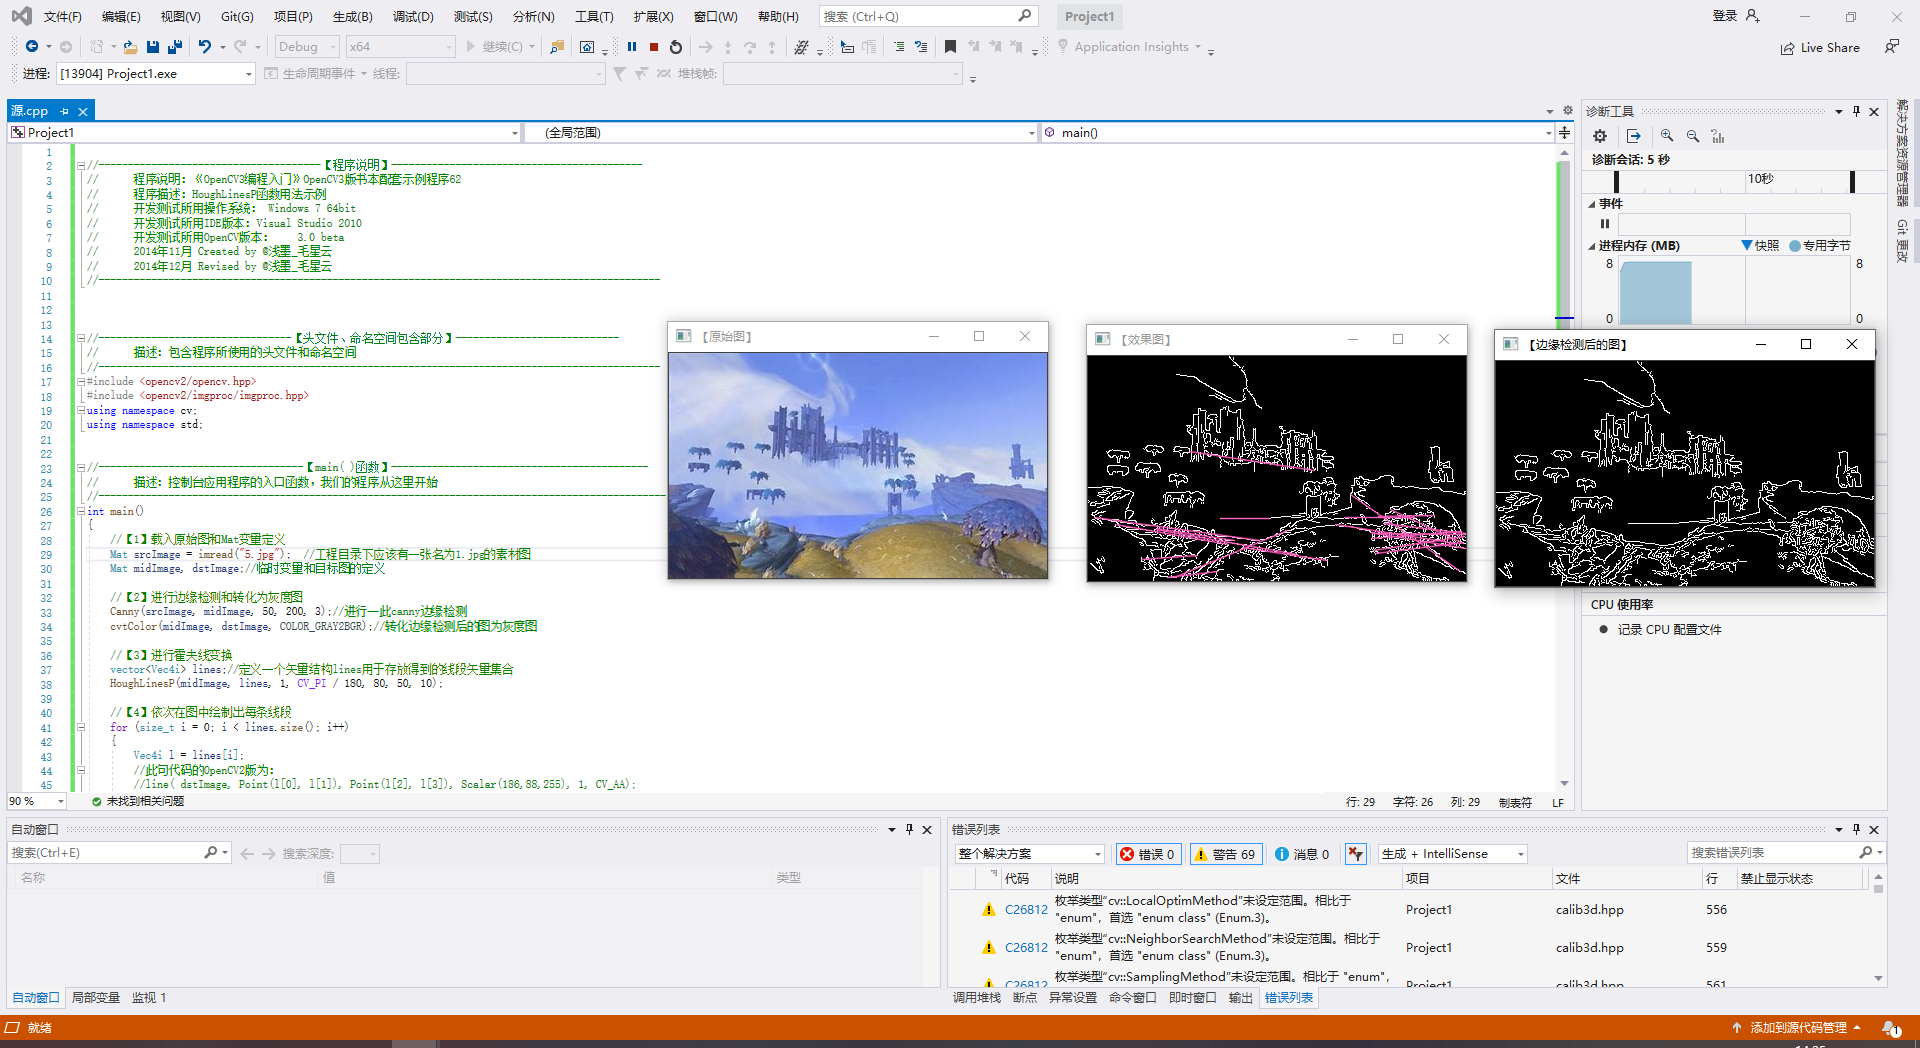 文件(F) 编辑(E) 视图(V) Git(G) 项目(P) 生成(B) 调试(D) 测试(S) 分析(N) 工具(T) 扩展(X) 窗口(W) 帮助(H) 搜索 (Ctrl+Q) Project1 登录
Debug x64 继续(C) Application Insights Live Share
进程: [13904] Project1.exe 生命周期事件 线程: 堆栈帧:
源.cpp
Project1 (全局范围) main()
1
2 //--------------------------------------【程序说明】-------------------------------------------
3 // 程序说明:《OpenCV3编程入门》OpenCV3版书本配套示例程序62
4 // 程序描述:HoughLinesP函数用法示例
5 // 开发测试所用操作系统: Windows 7 64bit
6 // 开发测试所用IDE版本:Visual Studio 2010
7 // 开发测试所用OpenCV版本: 3.0 beta
8 // 2014年11月 Created by @浅墨_毛星云
9 // 2014年12月 Revised by @浅墨_毛星云
10 //------------------------------------------------------------------------------------------------
11
12
13
14 //---------------------------------【头文件、命名空间包含部分】----------------------------
15 // 描述:包含程序所使用的头文件和命名空间
16 //------------------------------------------------------------------------------------------------
17 #include <opencv2/opencv.hpp>
18 #include <opencv2/imgproc/imgproc.hpp>
19 using namespace cv;
20 using namespace std;
21
22
23 //-----------------------------------【main( )函数】--------------------------------------------
24 // 描述:控制台应用程序的入口函数,我们的程序从这里开始
25 //-------------------------------------------------------------------------------------------------
26 int main()
27 {
28 //【1】载入原始图和Mat变量定义
29 Mat srcImage = imread("5.jpg"); //工程目录下应该有一张名为1.jpg的素材图
30 Mat midImage, dstImage;//临时变量和目标图的定义
31
32 //【2】进行边缘检测和转化为灰度图
33 Canny(srcImage, midImage, 50, 200, 3);//进行一此canny边缘检测
34 cvtColor(midImage, dstImage, COLOR_GRAY2BGR);//转化边缘检测后的图为灰度图
35
36 //【3】进行霍夫线变换
37 vector<Vec4i> lines;//定义一个矢量结构lines用于存放得到的线段矢量集合
38 HoughLinesP(midImage, lines, 1, CV_PI / 180, 80, 50, 10);
39
40 //【4】依次在图中绘制出每条线段
41 for (size_t i = 0; i < lines.size(); i++)
42 {
43 Vec4i l = lines[i];
44 //此句代码的OpenCV2版为:
45 //line( dstImage, Point(l[0], l[1]), Point(l[2], l[3]), Scalar(186,88,255), 1, CV_AA);
【原始图】
【效果图】
【边缘检测后的图】
90 % 未找到相关问题 行: 29 字符: 26 列: 29 制表符 LF
诊断工具
诊断会话: 5 秒
10秒
事件
进程内存 (MB) 快照 专用字节
8 8
0 0
CPU 使用率
记录 CPU 配置文件
解决方案资源管理器
Git 更改
自动窗口
搜索(Ctrl+E) 搜索深度:
名称 值 类型
自动窗口 局部变量 监视 1
错误列表
整个解决方案 错误 0 警告 69 消息 0 生成 + IntelliSense 搜索错误列表
代码 说明 项目 文件 行 禁止显示状态
C26812 枚举类型“cv::LocalOptimMethod”未设定范围。相比于 "enum",首选 "enum class" (Enum.3)。 Project1 calib3d.hpp 556
C26812 枚举类型“cv::NeighborSearchMethod”未设定范围。相比于 "enum",首选 "enum class" (Enum.3)。 Project1 calib3d.hpp 559
C26812 枚举类型“cv::SamplingMethod”未设定范围。相比于 "enum", Project1 calib3d.hpp 561
调用堆栈 断点 异常设置 命令窗口 即时窗口 输出 错误列表
就绪 添加到源代码管理 1